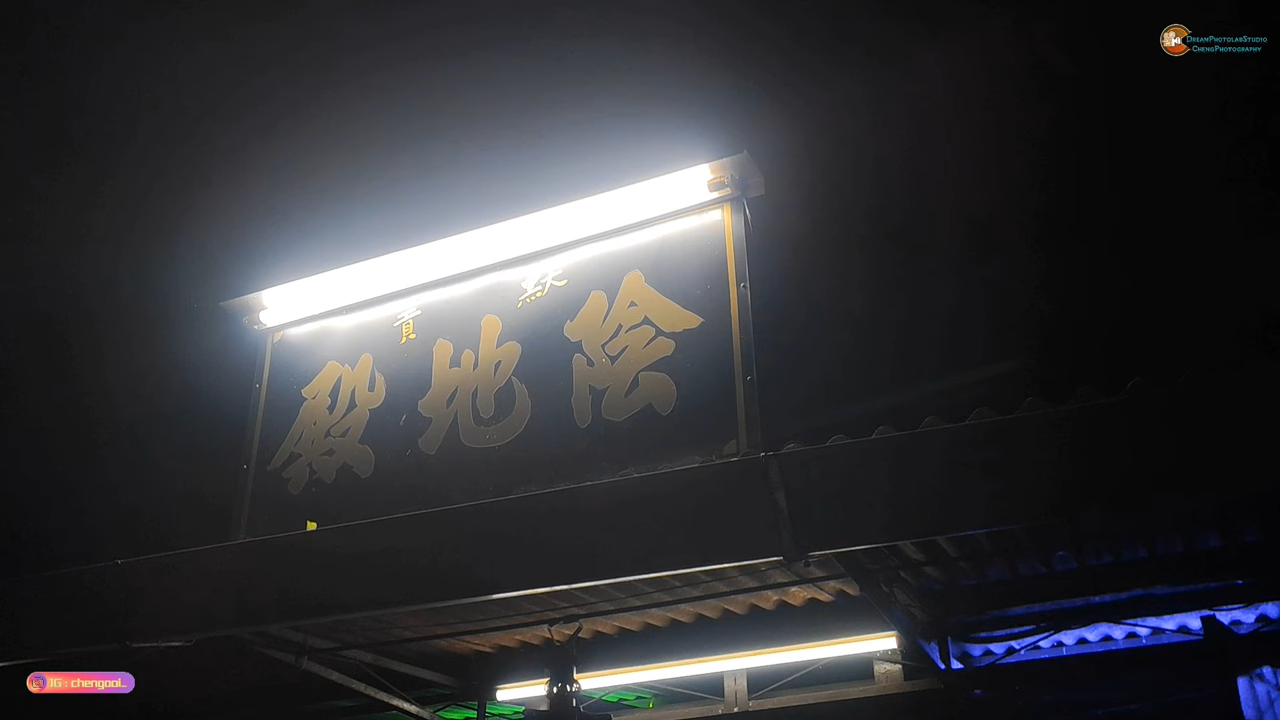 DreamPhotolabStudio
ChengPhotography
陰地殿
IG : chengool_